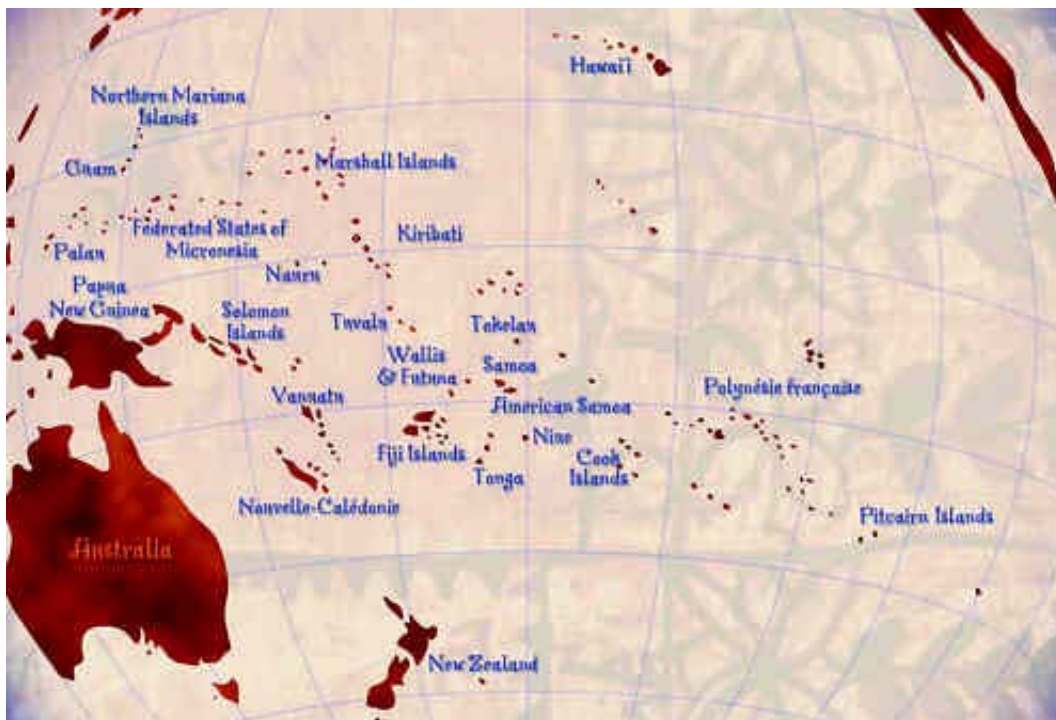 Hawai'i
Northern Mariana
Islands
Guam
Marshall Islands
Federated States of
Micronesia
Kiribati
Palau
Nauru
Papua
New Guinea
Solomon
Islands
Tuvalu
Tokelau
Wallis
& Futuna
Samoa
Polynésie française
Vanuatu
American Samoa
Fiji Islands
Niue
Tonga
Cook
Islands
Nouvelle-Calédonie
Pitcairn Islands
Australia
New Zealand